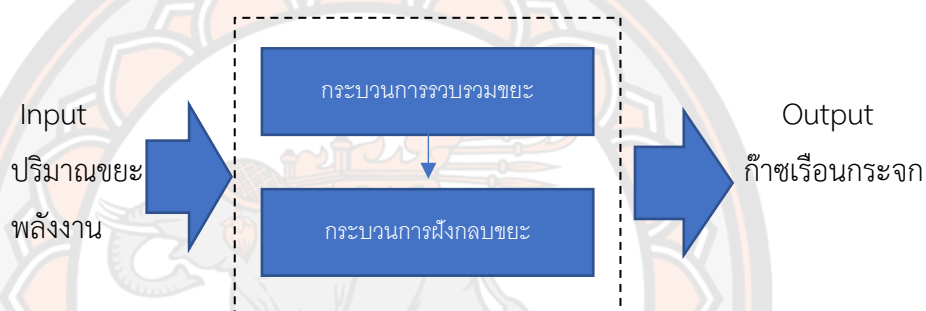 Input
ปริมาณขยะ
พลังงาน
กระบวนการรวบรวมขยะ
กระบวนการฝังกลบขยะ
Output
ก๊าซเรือนกระจก